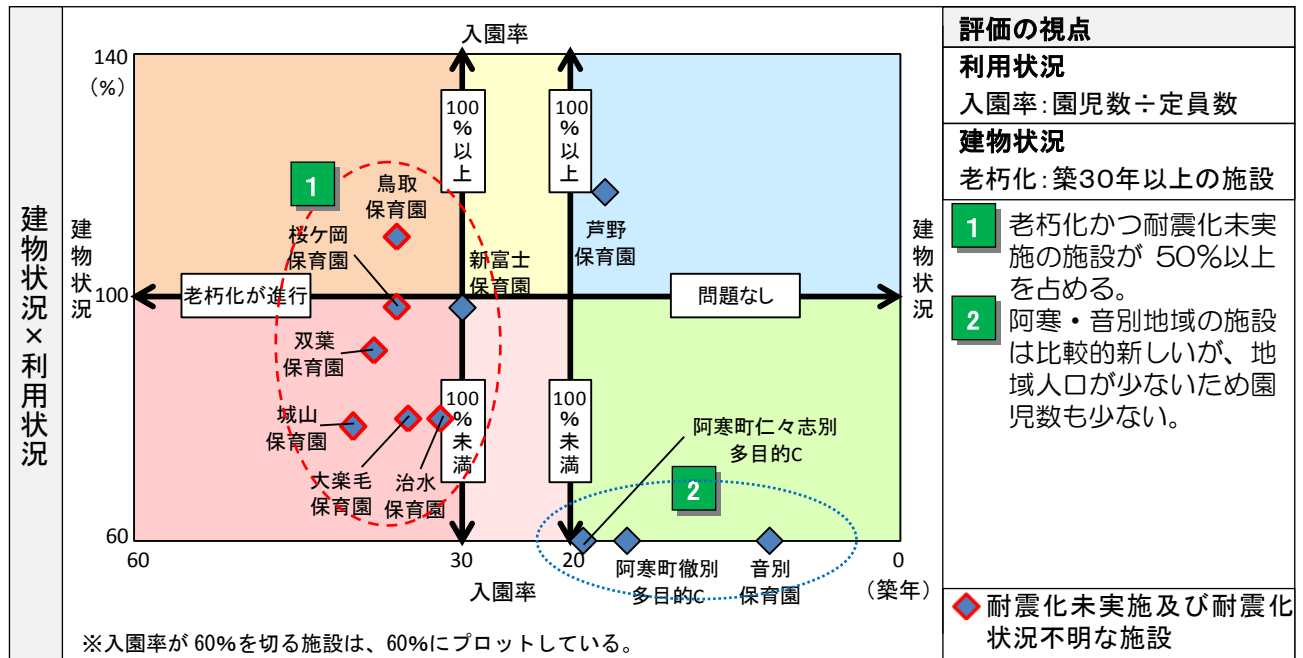 建物状況×利用状況
入園率
140
(%)
100
%
以
上
100
%
以
上
1
鳥取
保育園
桜ケ岡
保育園
新富士
保育園
芦野
保育園
建物状況
建物状況
100
老朽化が進行
問題なし
双葉
保育園
城山
保育園
大楽毛
保育園
治水
保育園
100
%
未
満
100
%
未
満
阿寒町仁々志別
多目的C
2
60
60
30
20
0
入園率
阿寒町徹別
多目的C
音別
保育園
(築年)
※入園率が 60%を切る施設は、60%にプロットしている。
評価の視点
利用状況
入園率:園児数÷定員数
建物状況
老朽化:築30年以上の施設
1 老朽化かつ耐震化未実
施の施設が 50%以上
を占める。
2 阿寒・音別地域の施設
は比較的新しいが、地
域人口が少ないため園
児数も少ない。
耐震化未実施及び耐震化
状況不明な施設